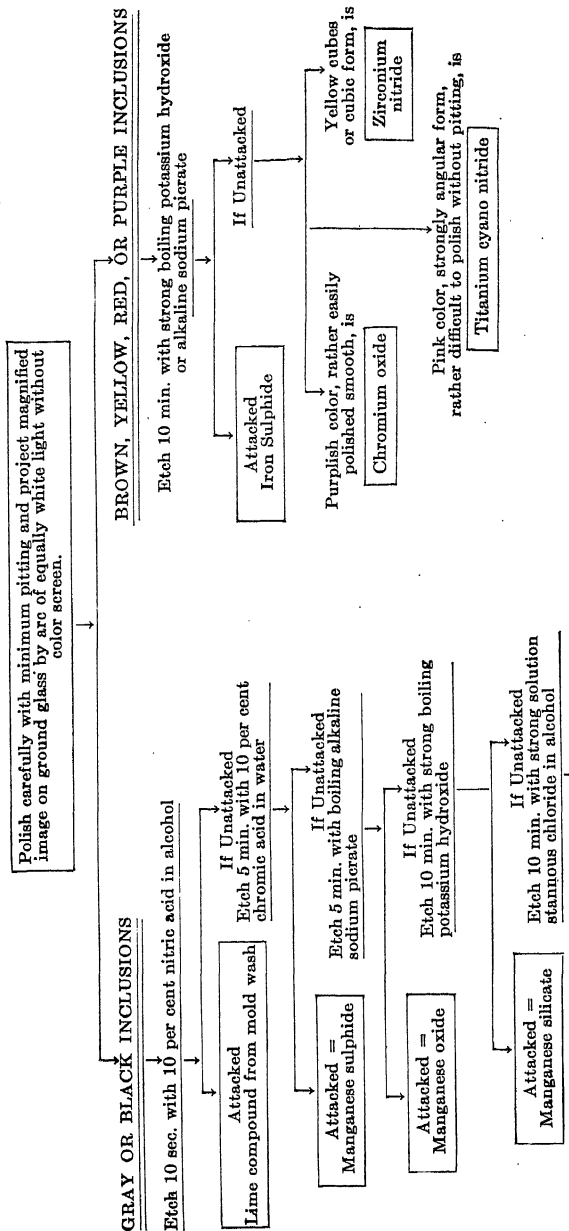 Polish carefully with minimum pitting and project magnified
image on ground glass by arc of equally white light without
color screen.
GRAY OR BLACK INCLUSIONS
Etch 10 sec. with 10 per cent nitric acid in alcohol
Attacked
Lime compound from mold wash
If Unattacked
Etch 5 min. with 10 per cent
chromic acid in water
Attacked =
Manganese sulphide
If Unattacked
Etch 5 min. with boiling alkaline
sodium picrate
Attacked =
Manganese oxide
If Unattacked
Etch 10 min. with strong boiling
potassium hydroxide
Attacked =
Manganese silicate
If Unattacked
Etch 10 min. with strong solution
stannous chloride in alcohol
BROWN, YELLOW, RED, OR PURPLE INCLUSIONS
Etch 10 min. with strong boiling potassium hydroxide
or alkaline sodium picrate
Attacked
Iron Sulphide
If Unattacked
Purplish color, rather easily
polished smooth, is
Chromium oxide
Yellow cubes
or cubic form, is
Zirconium
nitride
Pink color, strongly angular form,
rather difficult to polish without pitting, is
Titanium cyano nitride